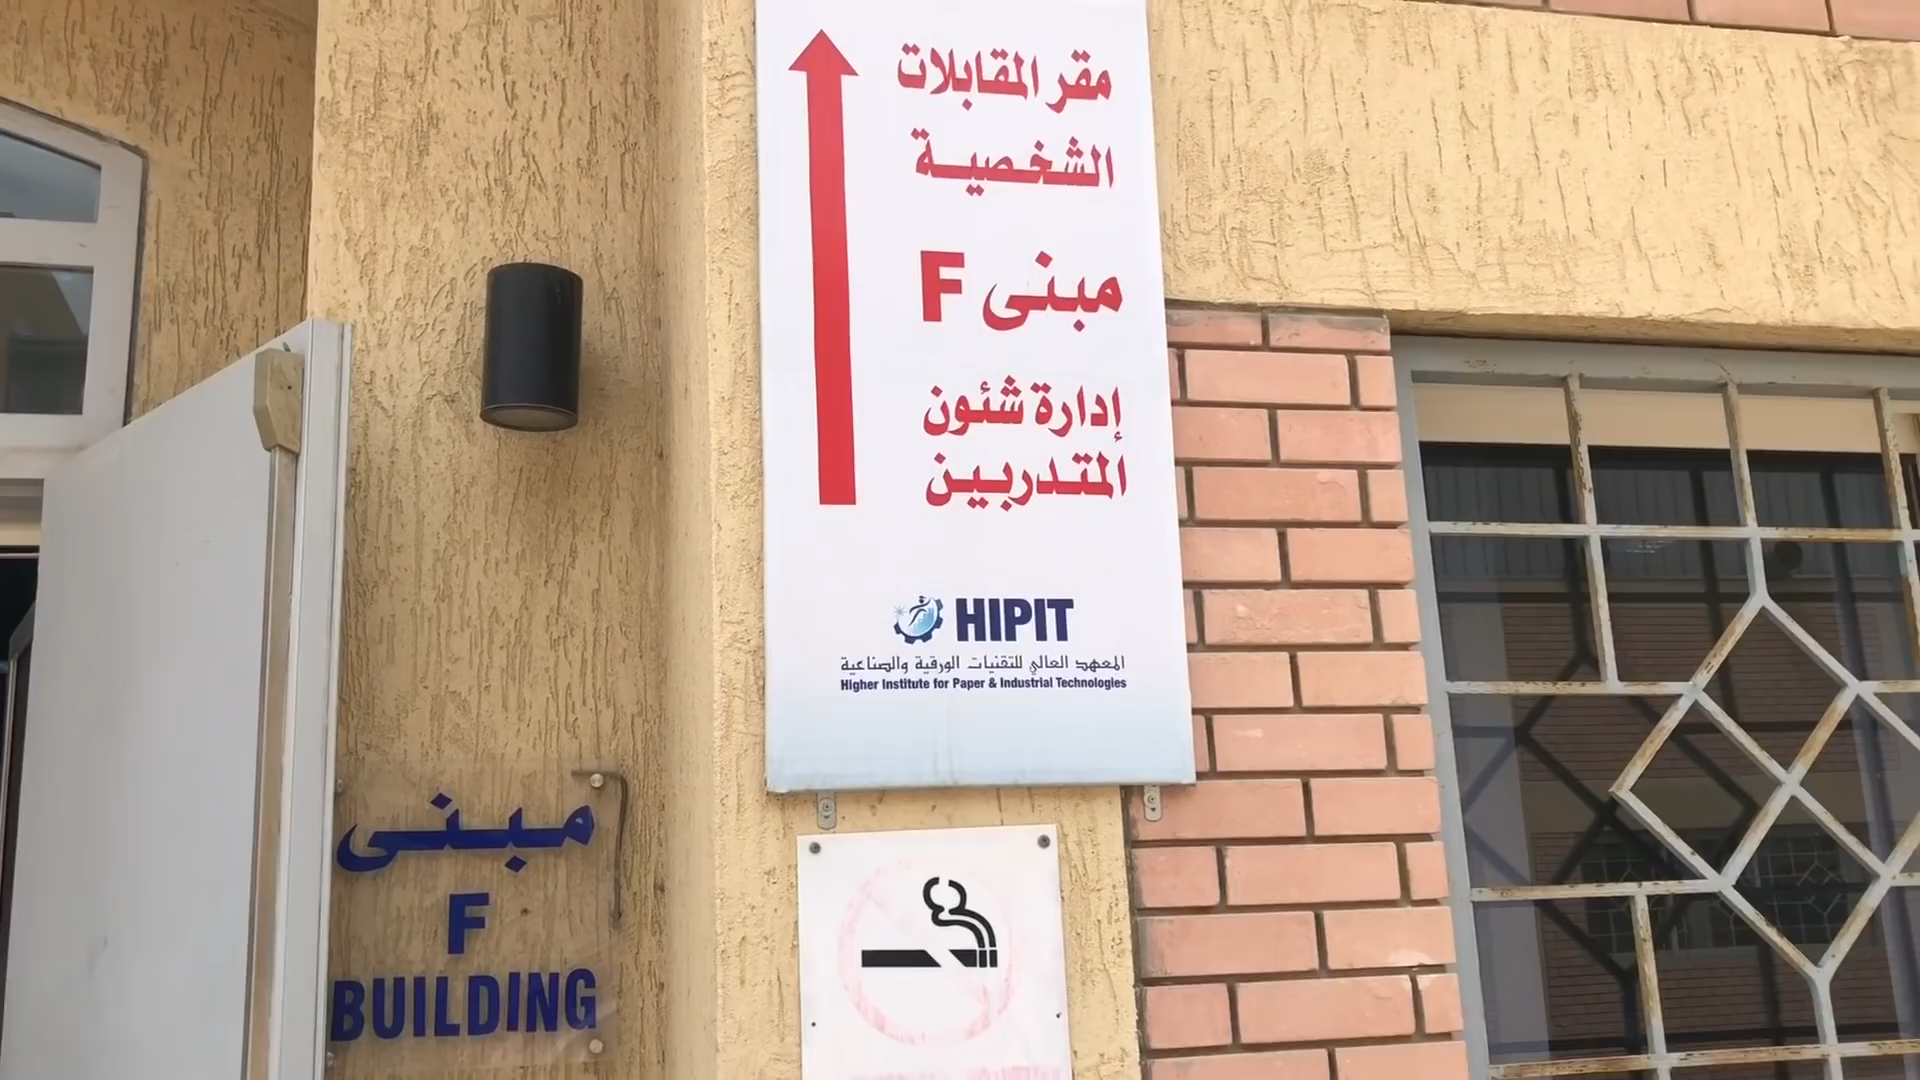 مقر المقابلات
الشخصية
مبنى F
إدارة شئون
المتدربين
HIPIT
المعهد العالي للتقنيات الورقية والصناعية
Higher Institute for Paper & Industrial Technologies
مبنى
F
BUILDING